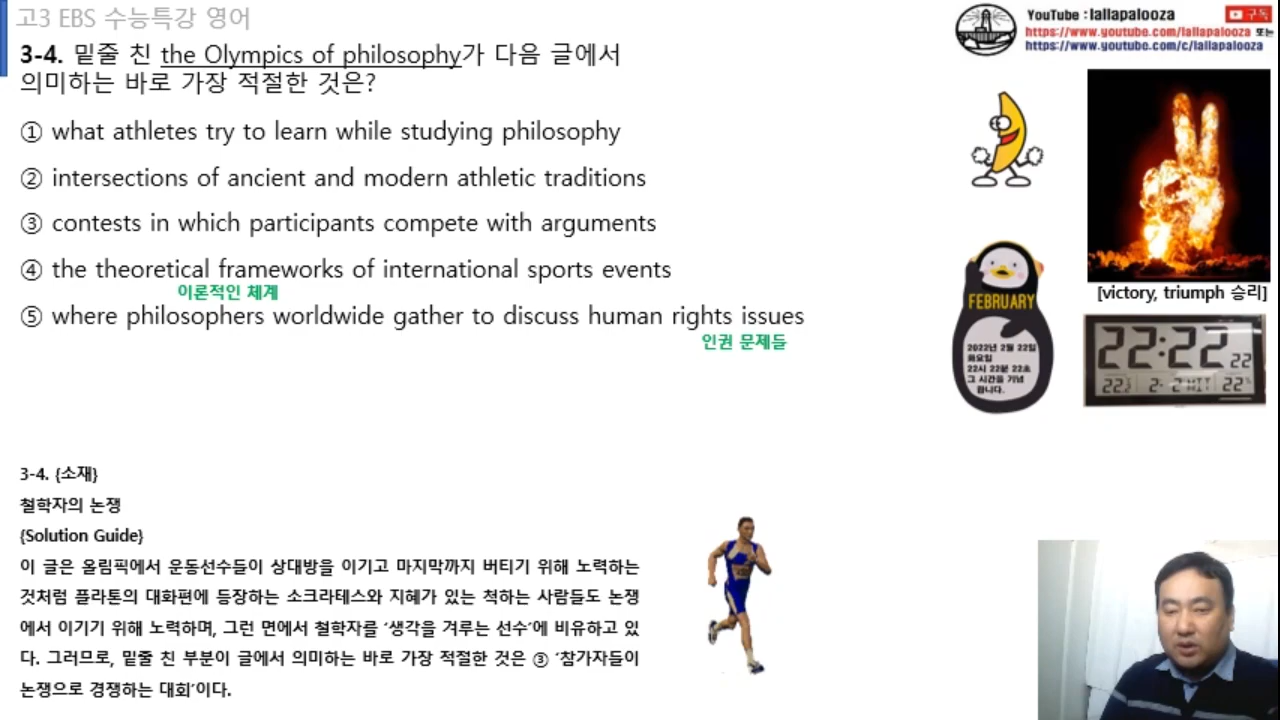 고3 EBS 수능특강 영어
3-4. 밑줄 친 the Olympics of philosophy가 다음 글에서
의미하는 바로 가장 적절한 것은?
① what athletes try to learn while studying philosophy
② intersections of ancient and modern athletic traditions
③ contests in which participants compete with arguments
④ the theoretical frameworks of international sports events
이론적인 체계
⑤ where philosophers worldwide gather to discuss human rights issues
인권 문제들
YouTube : lallapalooza
구독
https://www.youtube.com/lallapalooza 또는
https://www.youtube.com/c/lallapalooza
[victory, triumph 승리]
FEBRUARY
2022년 2월 22일
화요일
22시 22분 22초
그 시간을 기념
합니다.
22:22 22
3-4. {소재}
철학자의 논쟁
{Solution Guide}
이 글은 올림픽에서 운동선수들이 상대방을 이기고 마지막까지 버티기 위해 노력하는
것처럼 플라톤의 대화편에 등장하는 소크라테스와 지혜가 있는 척하는 사람들도 논쟁
에서 이기기 위해 노력하며, 그런 면에서 철학자를 ‘생각을 겨루는 선수’에 비유하고 있
다. 그러므로, 밑줄 친 부분이 글에서 의미하는 바로 가장 적절한 것은 ③ ‘참가자들이
논쟁으로 경쟁하는 대회’이다.